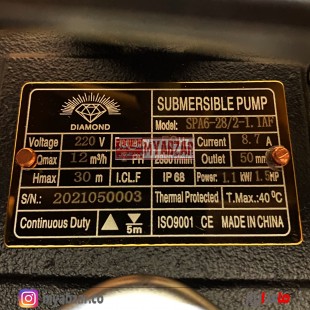 DIAMOND
SUBMERSIBLE PUMP
Model: SPA6-28/2-1.1AF
Voltage 220 V
Current 8.7 A
Qmax 12 m³/h
Outlet 50 mm
Hmax 30 m I.CL.F IP 68 Power: 1.1 kW/1.5HP
S/N.: 2021050003 Thermal Protected T.Max.:40 ℃
Continuous Duty 5m ISO9001 CE MADE IN CHINA